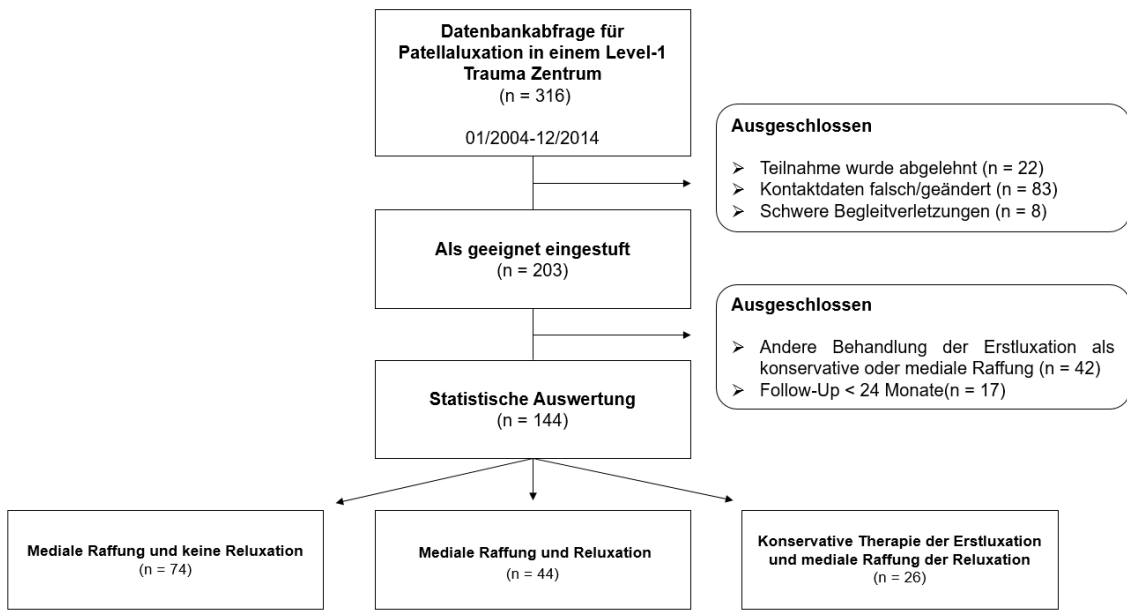 Datenbankabfrage für
Patellaluxation in einem Level-1
Trauma Zentrum
(n = 316)
01/2004-12/2014
Ausgeschlossen
➢ Teilnahme wurde abgelehnt (n = 22)
➢ Kontaktdaten falsch/geändert (n = 83)
➢ Schwere Begleitverletzungen (n = 8)
Als geeignet eingestuft
(n = 203)
Ausgeschlossen
➢ Andere Behandlung der Erstluxation als
konservative oder mediale Raffung (n = 42)
➢ Follow-Up < 24 Monate(n = 17)
Statistische Auswertung
(n = 144)
Mediale Raffung und keine Reluxation
(n = 74)
Mediale Raffung und Reluxation
(n = 44)
Konservative Therapie der Erstluxation
und mediale Raffung der Reluxation
(n = 26)